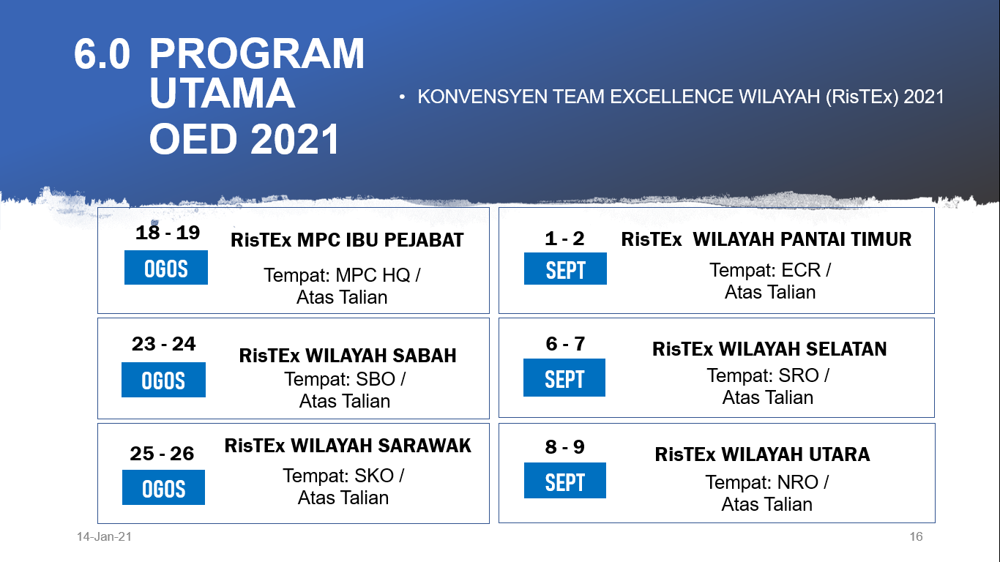 6.0 PROGRAM
UTAMA
OED 2021
• KONVENSYEN TEAM EXCELLENCE WILAYAH (RisTEx) 2021
18 - 19
OGOS
RisTEx MPC IBU PEJABAT
Tempat: MPC HQ /
Atas Talian
1 - 2
SEPT
RisTEx WILAYAH PANTAI TIMUR
Tempat: ECR /
Atas Talian
23 - 24
OGOS
RisTEx WILAYAH SABAH
Tempat: SBO /
Atas Talian
6 - 7
SEPT
RisTEx WILAYAH SELATAN
Tempat: SRO /
Atas Talian
25 - 26
OGOS
RisTEx WILAYAH SARAWAK
Tempat: SKO /
Atas Talian
8 - 9
SEPT
RisTEx WILAYAH UTARA
Tempat: NRO /
Atas Talian
14-Jan-21
16